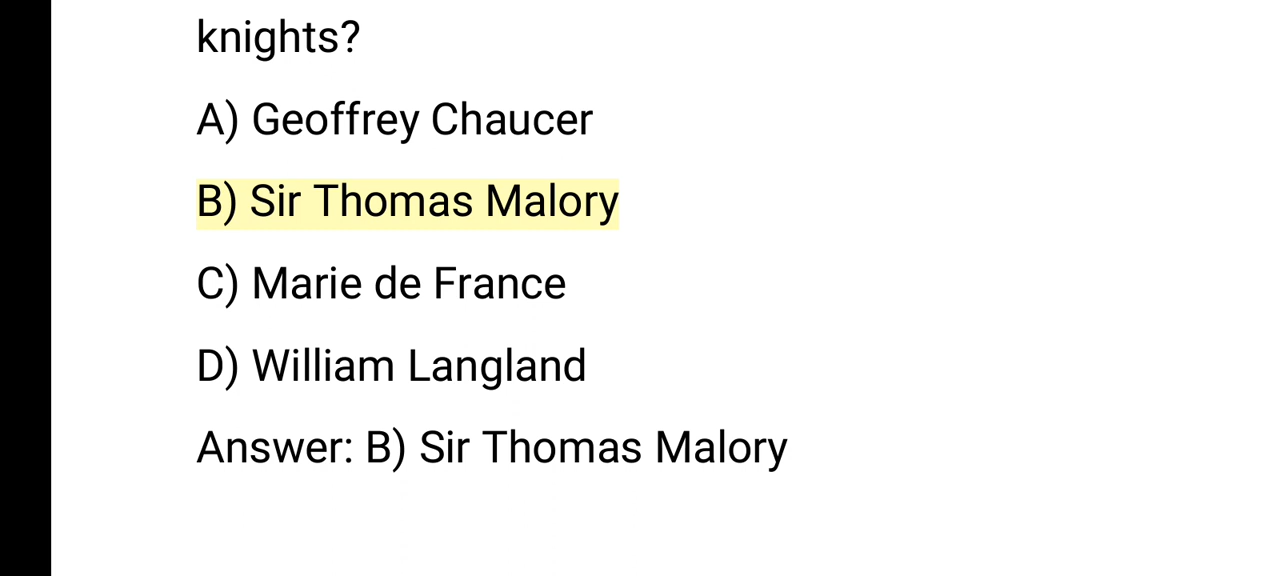 knights?
A) Geoffrey Chaucer
B) Sir Thomas Malory
C) Marie de France
D) William Langland
Answer: B) Sir Thomas Malory